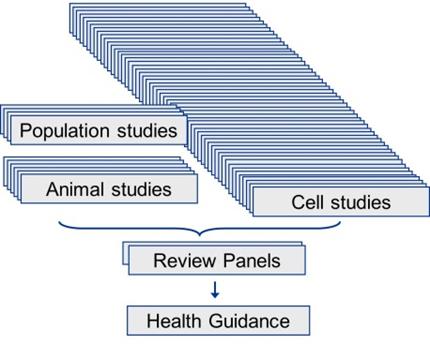 Population studies
Animal studies
Cell studies
Review Panels
Health Guidance